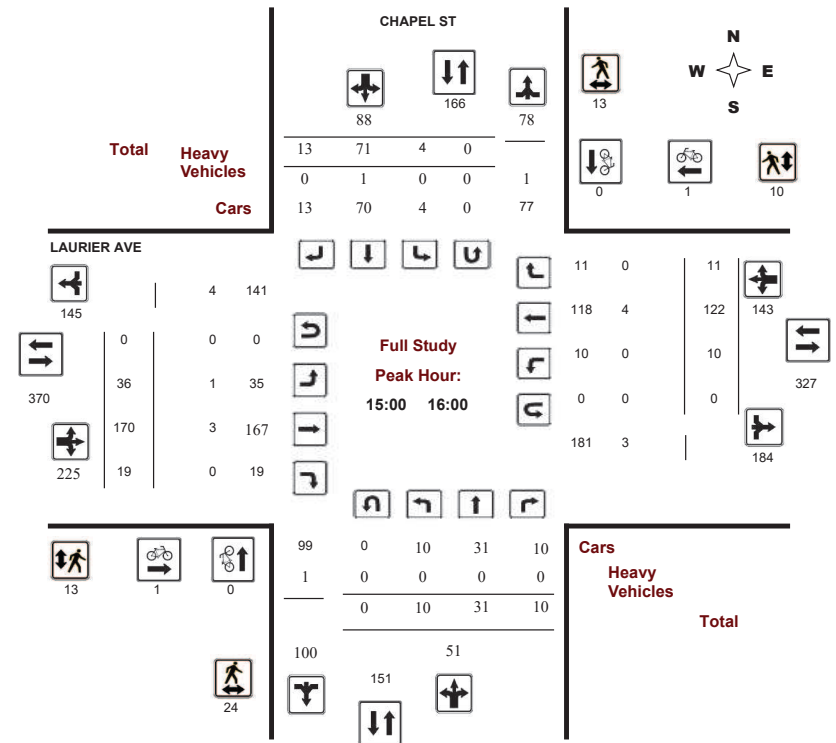 CHAPEL ST
N
W E
S
166
13
88 78
Total Heavy Vehicles
13 71 4 0
0 1 0 0 1
Cars 13 70 4 0 77
0 1 10
LAURIER AVE
145 4 141
11 0 11
118 4 122 143
0 0 0
Full Study
Peak Hour:
15:00 16:00
10 0 10
370 36 1 35
327
0 0 0
170 3 167
181 3 184
225 19 0 19
99 0 10 31 10 Cars
1 0 0 0 0 Heavy Vehicles
0 10 31 10 Total
13 1 0
100 51
151
24